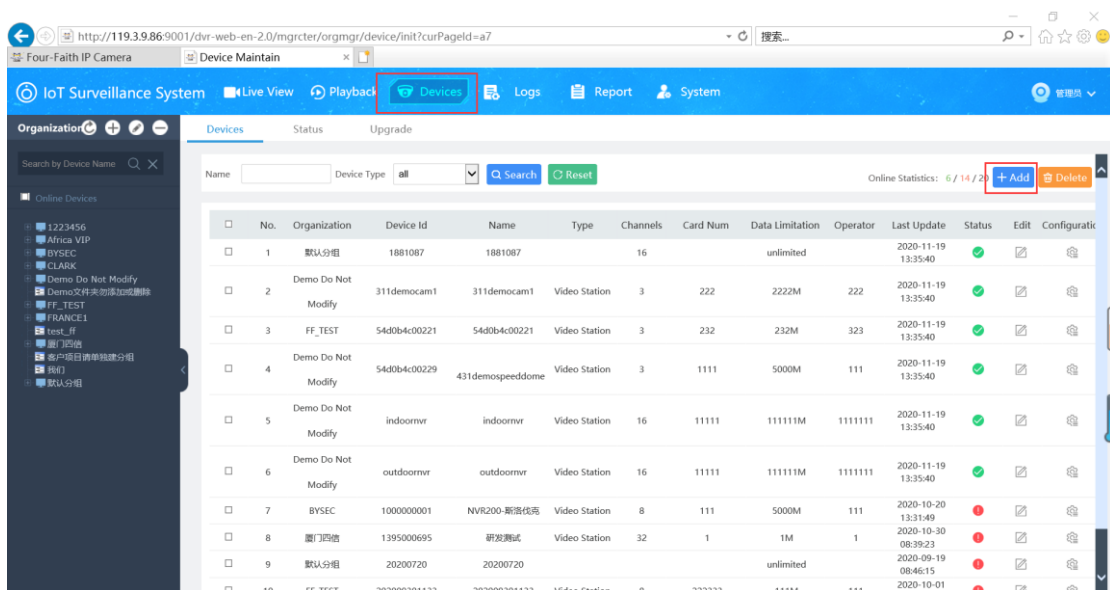 http://119.3.9.86:9001/dvr-web-en-2.0/mgrcter/orgmgr/device/init?curPageId=a7
搜索...
Four-Faith IP Camera
Device Maintain
IoT Surveillance System
Live View
Playback
Devices
Logs
Report
System
管理员
Organization
Devices
Status
Upgrade
Search by Device Name
Name
Device Type
all
Search
Reset
Online Statistics: 6 / 14 / 20
Add
Delete
Online Devices
1223456
Africa VIP
BYSEC
CLARK
Demo Do Not Modify
Demo文件夹勿添加或删除
FF_TEST
FRANCE1
test_ff
厦门四信
客户项目请单独建分组
我们
默认分组
No. Organization Device Id Name Type Channels Card Num Data Limitation Operator Last Update Status Edit Configuratic
1 默认分组 1881087 1881087 16 unlimited 2020-11-19 13:35:40
2 Demo Do Not Modify 311democam1 311democam1 Video Station 3 222 2222M 222 2020-11-19 13:35:40
3 FF_TEST 54d0b4c00221 54d0b4c00221 Video Station 3 232 232M 323 2020-11-19 13:35:40
4 Demo Do Not Modify 54d0b4c00229 431demospeeddome Video Station 3 1111 5000M 111 2020-11-19 13:35:40
5 Demo Do Not Modify indoornvr indoornvr Video Station 16 11111 111111M 1111111 2020-11-19 13:35:40
6 Demo Do Not Modify outdoornvr outdoornvr Video Station 16 11111 111111M 1111111 2020-11-19 13:35:40
7 BYSEC 1000000001 NVR200-斯洛伐克 Video Station 8 111 5000M 111 2020-10-20 13:31:49
8 厦门四信 1395000695 研发测试 Video Station 32 1 1M 1 2020-10-30 08:39:23
9 默认分组 20200720 20200720 unlimited 2020-09-19 08:46:15
2020-10-01